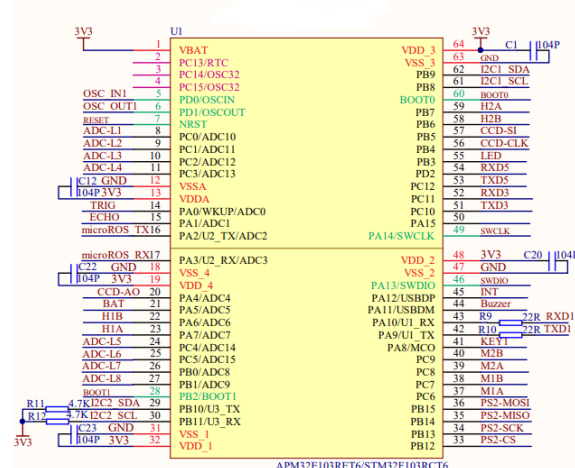 3V3 U1 3V3
1 VBAT VDD_3 64 C1 104P
2 PC13/RTC VSS_3 63 GND
3 PC14/OSC32 PB9 62 I2C1_SDA
4 PC15/OSC32 PB8 61 I2C1_SCL
OSC_IN1 5 PD0/OSCIN BOOT0 60 BOOT0
OSC_OUT1 6 PD1/OSCOUT PB7 59 H2A
RESET 7 NRST PB6 58 H2B
ADC-L1 8 PC0/ADC10 PB5 57 CCD-SI
ADC-L2 9 PC1/ADC11 PB4 56 CCD-CLK
ADC-L3 10 PC2/ADC12 PB3 55 LED
ADC-L4 11 PC3/ADC13 PD2 54 RXD5
C12 GND 12 VSSA PC12 53 TXD5
104P 3V3 13 VDDA PC11 52 RXD3
TRIG 14 PA0/WKUP/ADC0 PC10 51 TXD3
ECHO 15 PA1/ADC1 PA15 50
microROS_TX 16 PA2/U2_TX/ADC2 PA14/SWCLK 49 SWCLK
microROS_RX 17 PA3/U2_RX/ADC3 VDD_2 48 3V3 C20 104P
C22 GND 18 VSS_4 VSS_2 47 GND
104P 3V3 19 VDD_4 PA13/SWDIO 46 SWDIO
CCD-AO 20 PA4/ADC4 PA12/USBDP 45 INT
BAT 21 PA5/ADC5 PA11/USBDM 44 Buzzer
H1B 22 PA6/ADC6 PA10/U1_RX 43 R9 22R RXD1
H1A 23 PA7/ADC7 PA9/U1_TX 42 R10 22R TXD1
ADC-L5 24 PC4/ADC14 PA8/MCO 41 KEY1
ADC-L6 25 PC5/ADC15 PC9 40 M2B
ADC-L7 26 PB0/ADC8 PC8 39 M2A
ADC-L8 27 PB1/ADC9 PC7 38 M1B
BOOT1 28 PB2/BOOT1 PC6 37 M1A
R11 4.7K I2C2_SDA 29 PB10/U3_TX PB15 36 PS2-MOSI
R12 4.7K I2C2_SCL 30 PB11/U3_RX PB14 35 PS2-MISO
C23 GND 31 VSS_1 PB13 34 PS2-SCK
3V3 104P 3V3 32 VDD_1 PB12 33 PS2-CS
APM32E103RET6/STM32F103RCT6